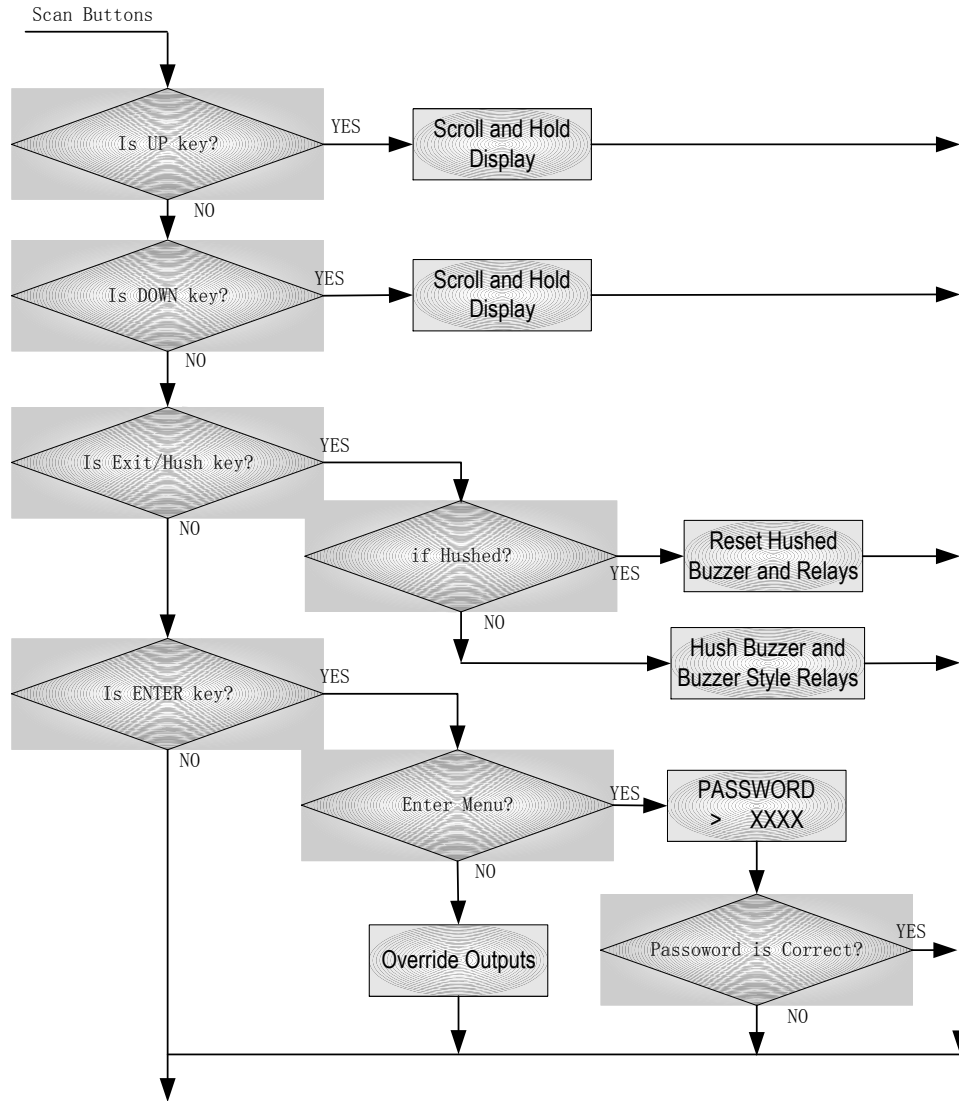 Scan Buttons
Is UP key?
YES
Scroll and Hold
Display
NO
Is DOWN key?
YES
Scroll and Hold
Display
NO
Is Exit/Hush key?
YES
NO
if Hushed?
YES
Reset Hushed
Buzzer and Relays
NO
Hush Buzzer and
Buzzer Style Relays
Is ENTER key?
YES
NO
Enter Menu?
YES
PASSWORD
> XXXX
NO
Override Outputs
Passoword is Correct?
YES
NO